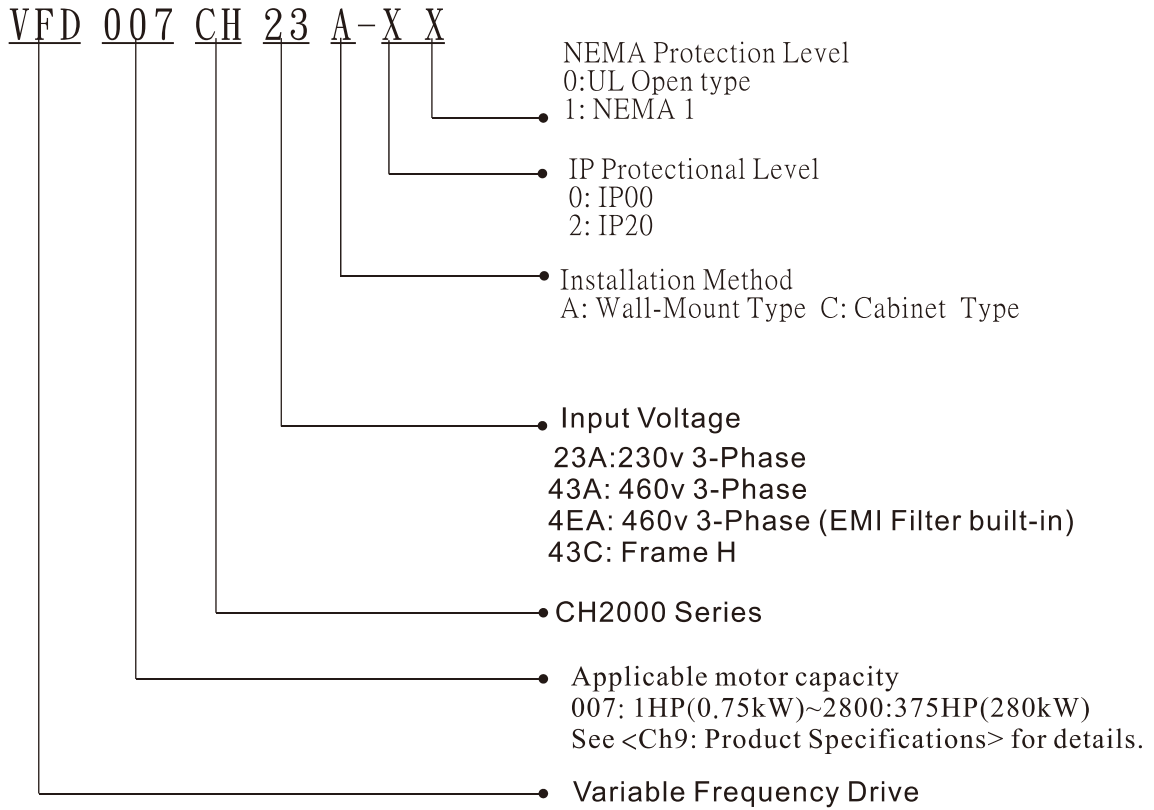 VFD 007 CH 23 A-X X
NEMA Protection Level
0:UL Open type
1: NEMA 1
IP Protectional Level
0: IP00
2: IP20
Installation Method
A: Wall-Mount Type C: Cabinet Type
Input Voltage
23A:230v 3-Phase
43A: 460v 3-Phase
4EA: 460v 3-Phase (EMI Filter built-in)
43C: Frame H
CH2000 Series
Applicable motor capacity
007: 1HP(0.75kW)~2800:375HP(280kW)
See <Ch9: Product Specifications> for details.
Variable Frequency Drive